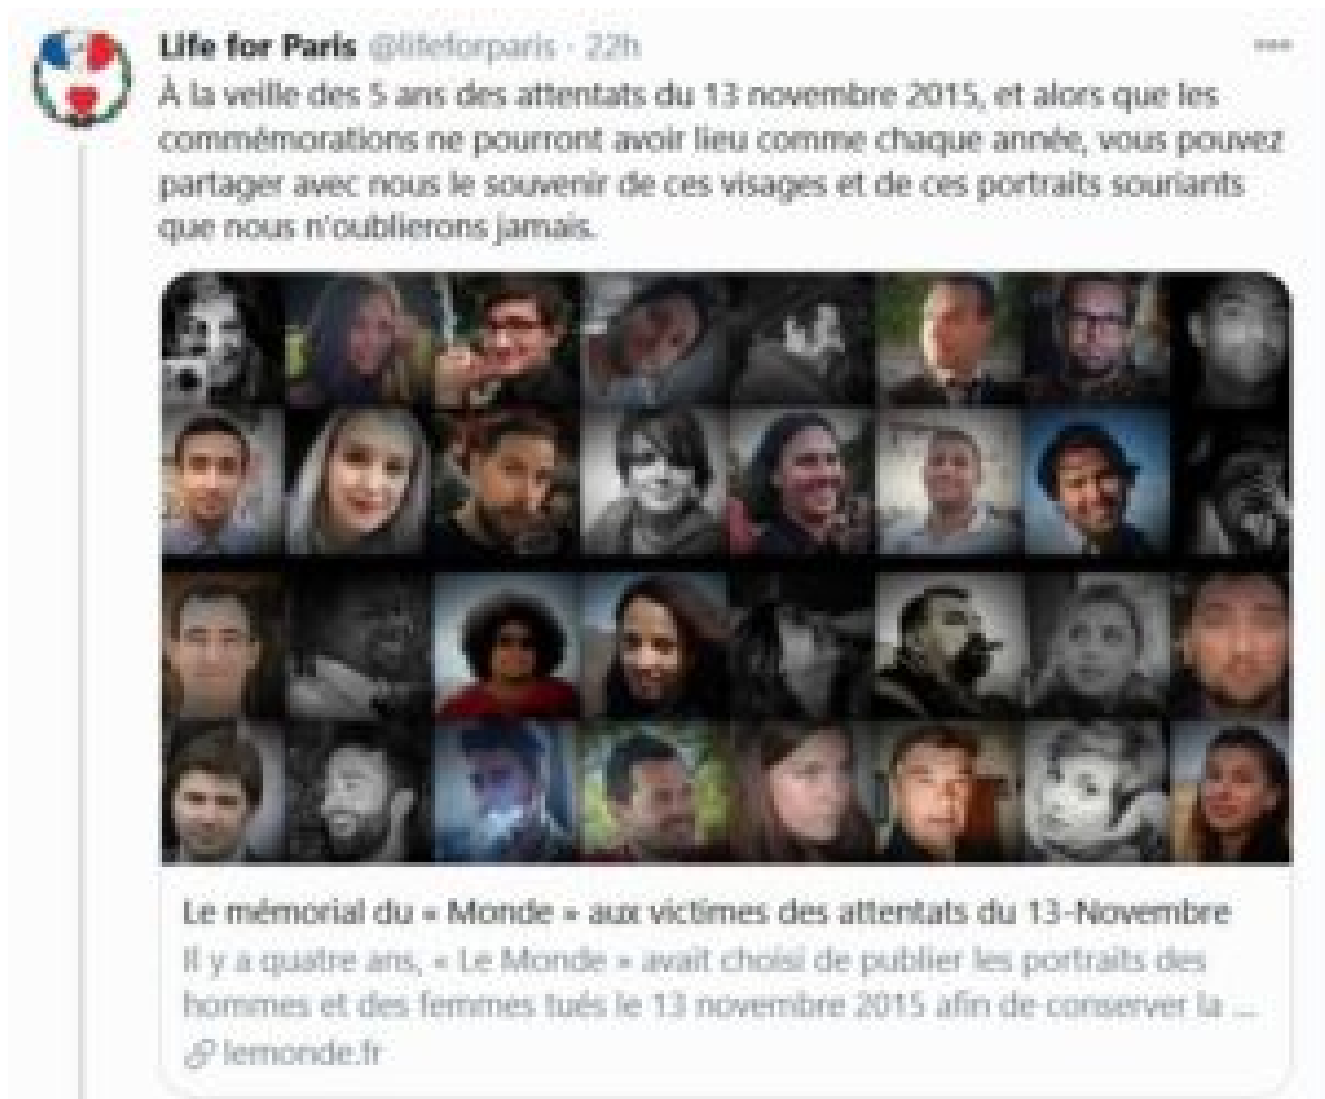 Life for Paris @lifeforparis · 22h
À la veille des 5 ans des attentats du 13 novembre 2015, et alors que les
commémorations ne pourront avoir lieu comme chaque année, vous pouvez
partager avec nous le souvenir de ces visages et de ces portraits souriants
que nous n'oublierons jamais.
Le mémorial du « Monde » aux victimes des attentats du 13-Novembre
Il y a quatre ans, « Le Monde » avait choisi de publier les portraits des
hommes et des femmes tués le 13 novembre 2015 afin de conserver la ...
lemonde.fr